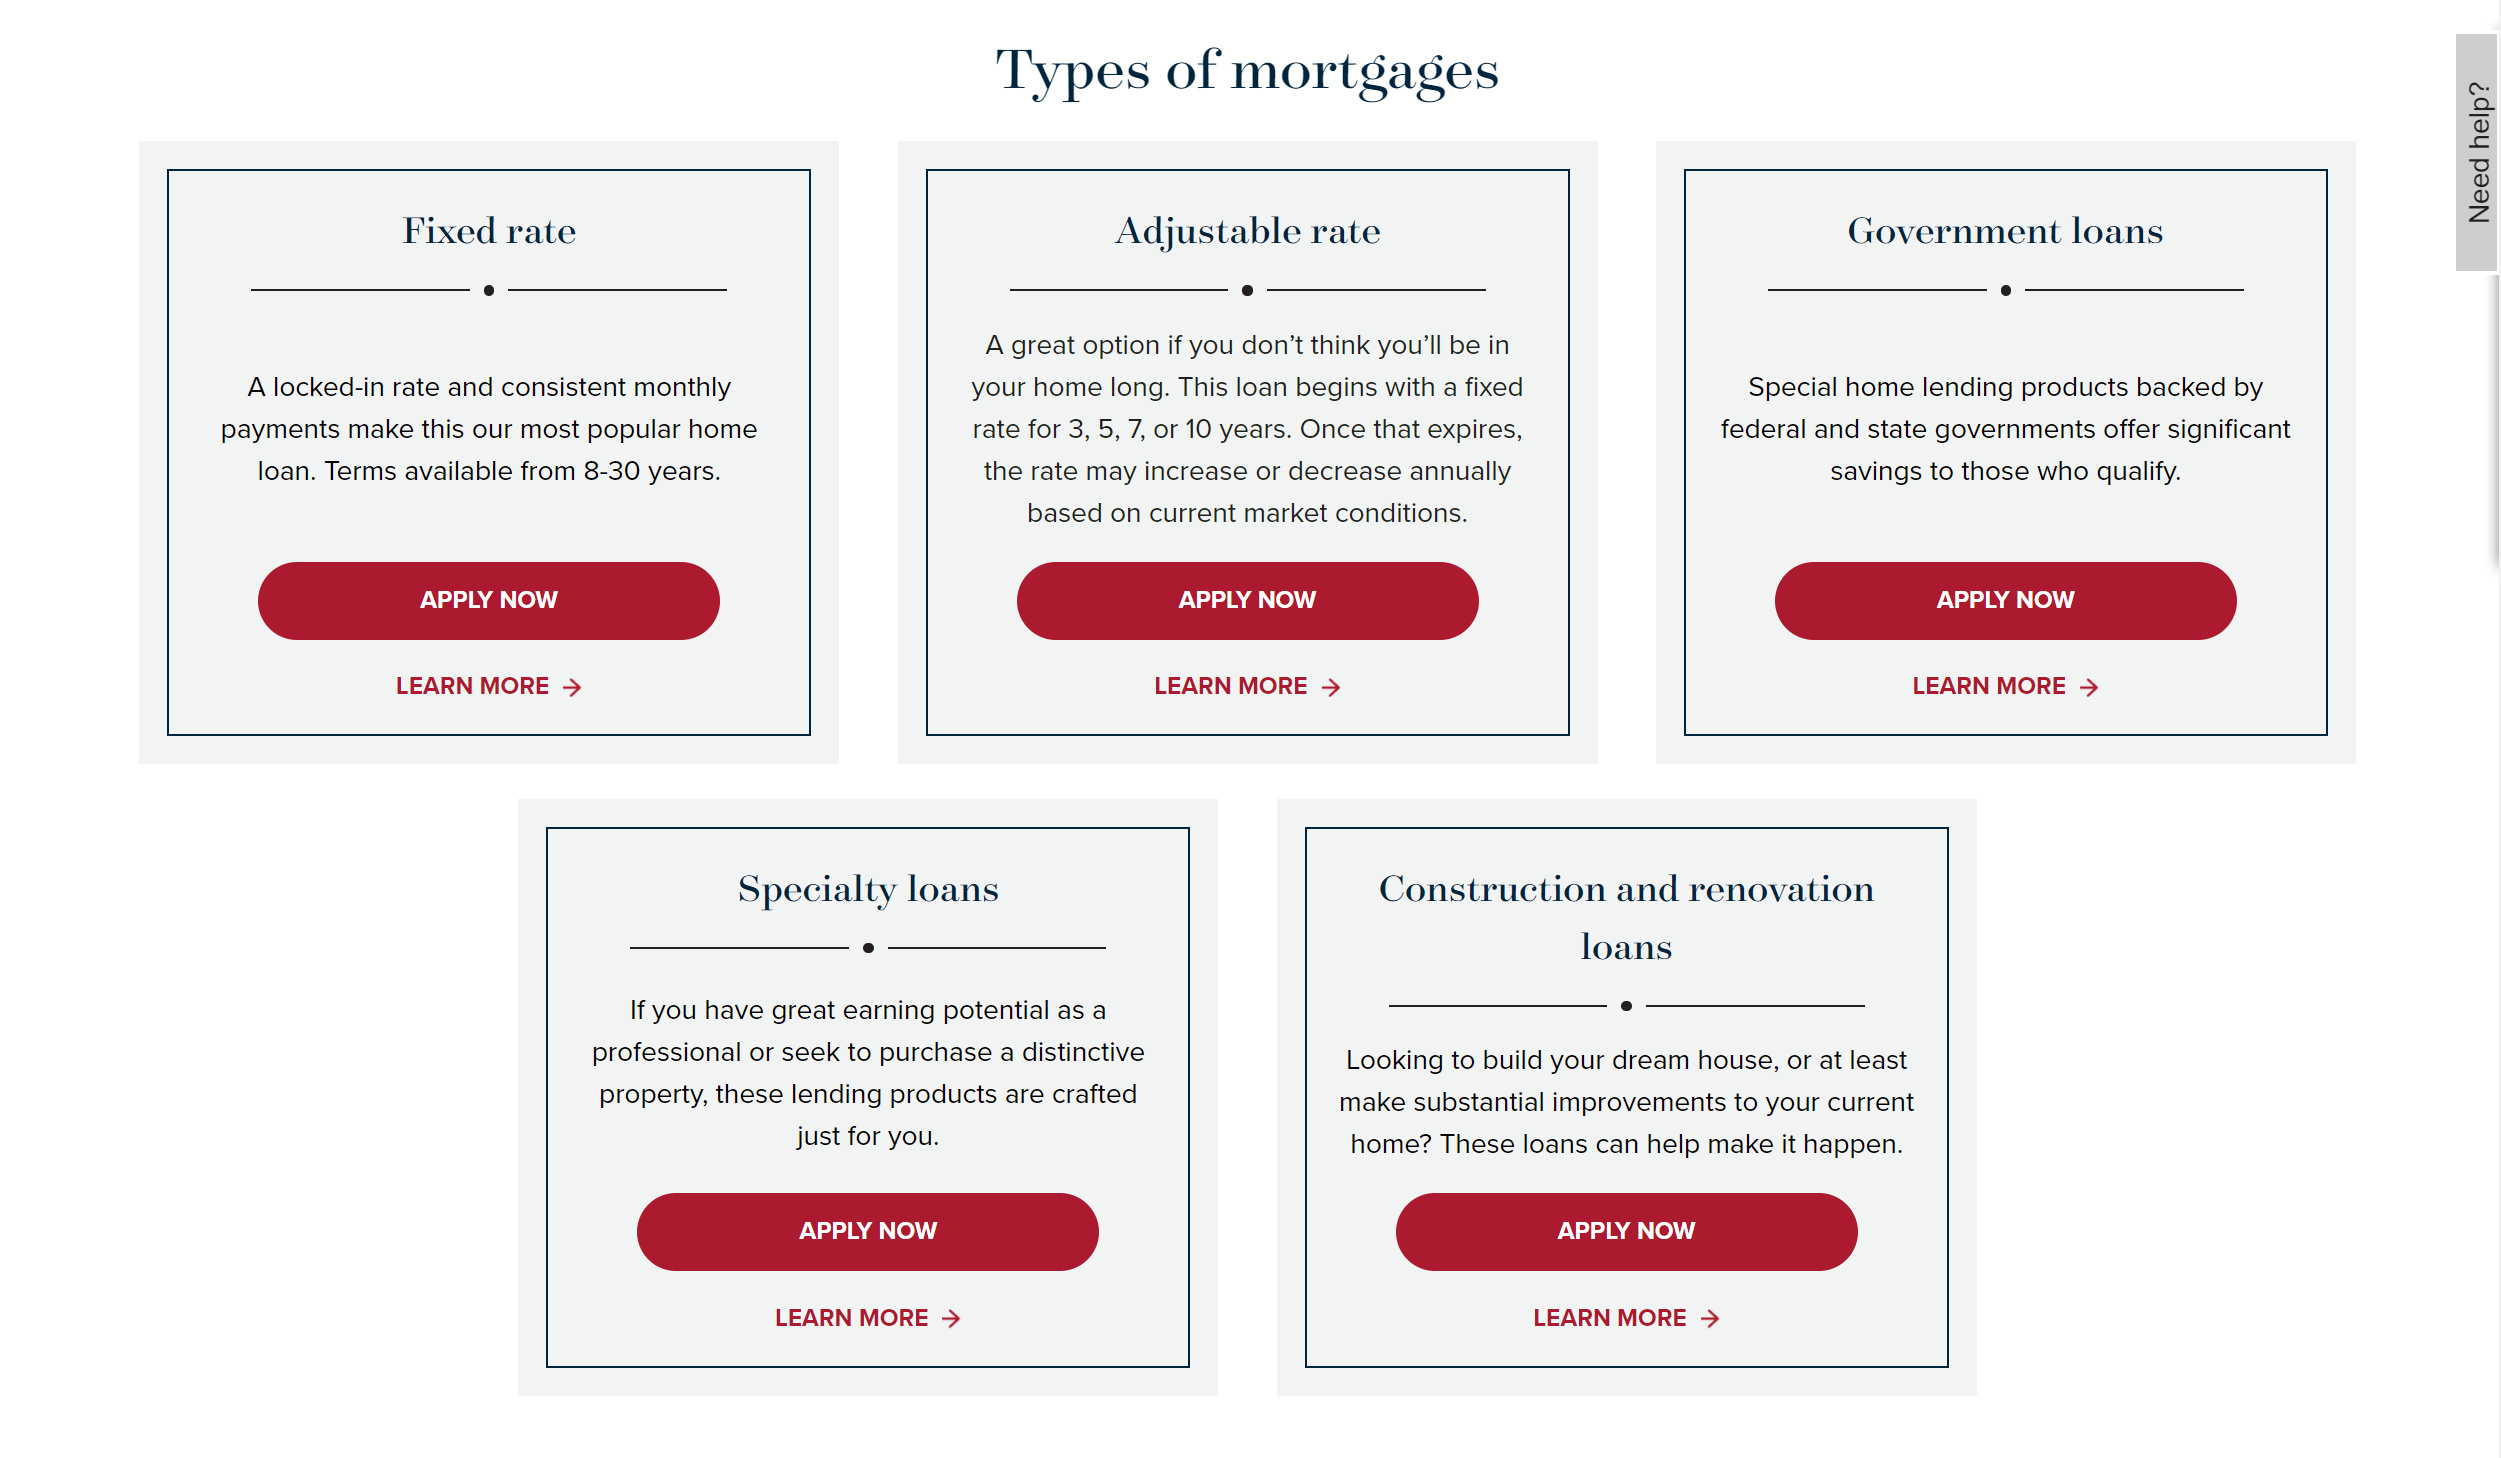 Types of mortgages
Need help?
Fixed rate
A locked-in rate and consistent monthly
payments make this our most popular home
loan. Terms available from 8-30 years.
APPLY NOW
LEARN MORE →
Adjustable rate
A great option if you don’t think you’ll be in
your home long. This loan begins with a fixed
rate for 3, 5, 7, or 10 years. Once that expires,
the rate may increase or decrease annually
based on current market conditions.
APPLY NOW
LEARN MORE →
Government loans
Special home lending products backed by
federal and state governments offer significant
savings to those who qualify.
APPLY NOW
LEARN MORE →
Specialty loans
If you have great earning potential as a
professional or seek to purchase a distinctive
property, these lending products are crafted
just for you.
APPLY NOW
LEARN MORE →
Construction and renovation
loans
Looking to build your dream house, or at least
make substantial improvements to your current
home? These loans can help make it happen.
APPLY NOW
LEARN MORE →